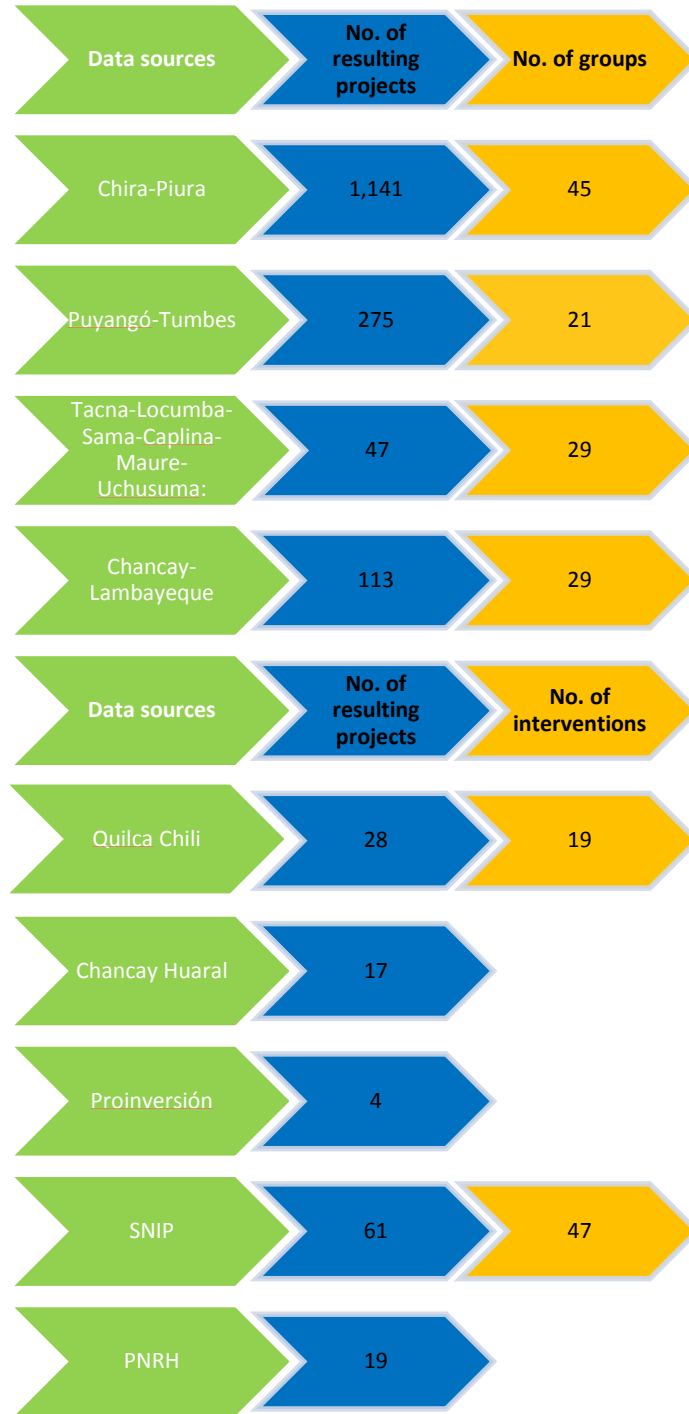 Data sources
No. of
resulting
projects
No. of groups
Chira-Piura
1,141
45
Puyangó-Tumbes
275
21
Tacna-Locumba-
Sama-Caplina-
Maure-
Uchusuma:
47
29
Chancay-
Lambayeque
113
29
Data sources
No. of
resulting
projects
No. of
interventions
Quilca Chili
28
19
Chancay Huaral
17
Proinversión
4
SNIP
61
47
PNRH
19